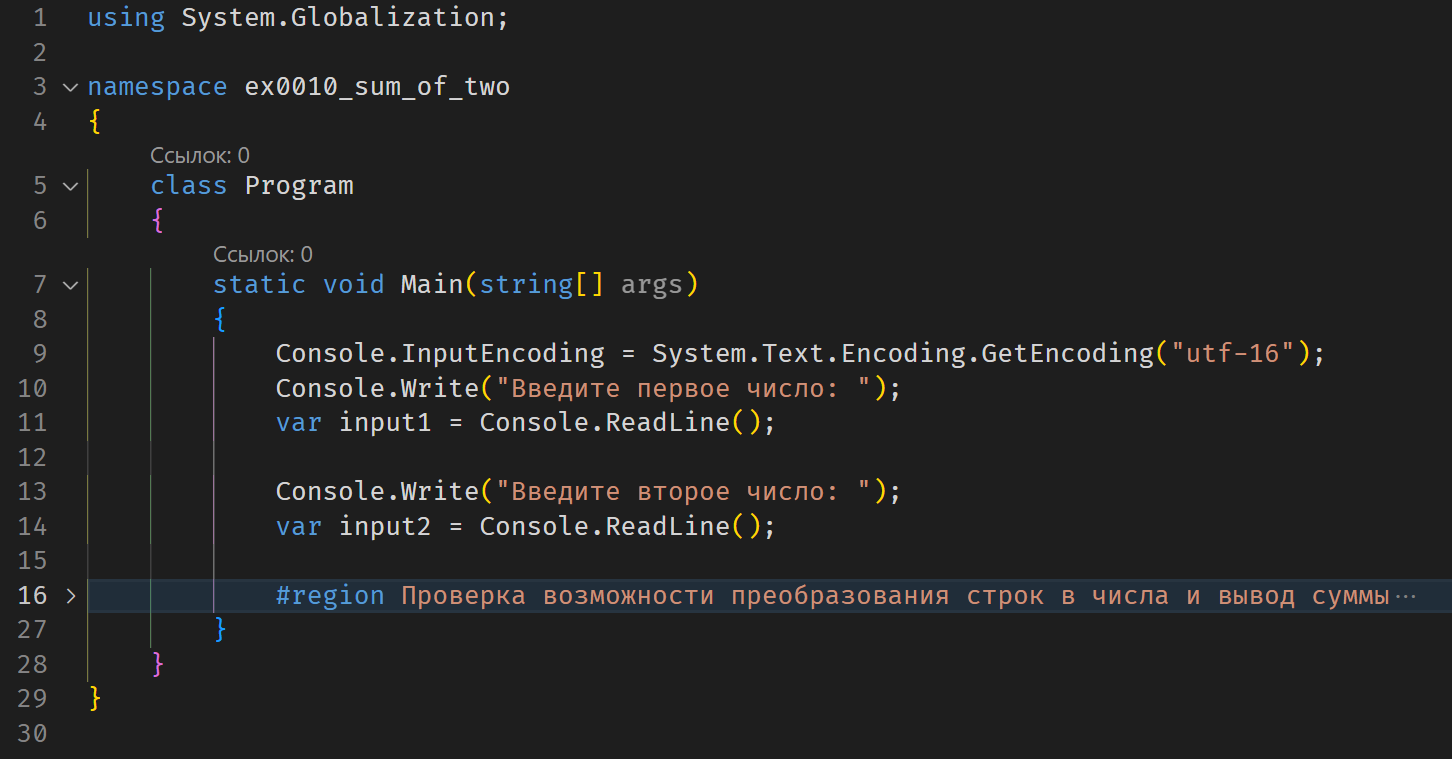 1 using System.Globalization;
2
3 namespace ex0010_sum_of_two
4 {
Ссылок: 0
5 class Program
6 {
Ссылок: 0
7 static void Main(string[] args)
8 {
9 Console.InputEncoding = System.Text.Encoding.GetEncoding("utf-16");
10 Console.Write("Введите первое число: ");
11 var input1 = Console.ReadLine();
12
13 Console.Write("Введите второе число: ");
14 var input2 = Console.ReadLine();
15
16 #region Проверка возможности преобразования строк в числа и вывод суммы···
27 }
28 }
29 }
30